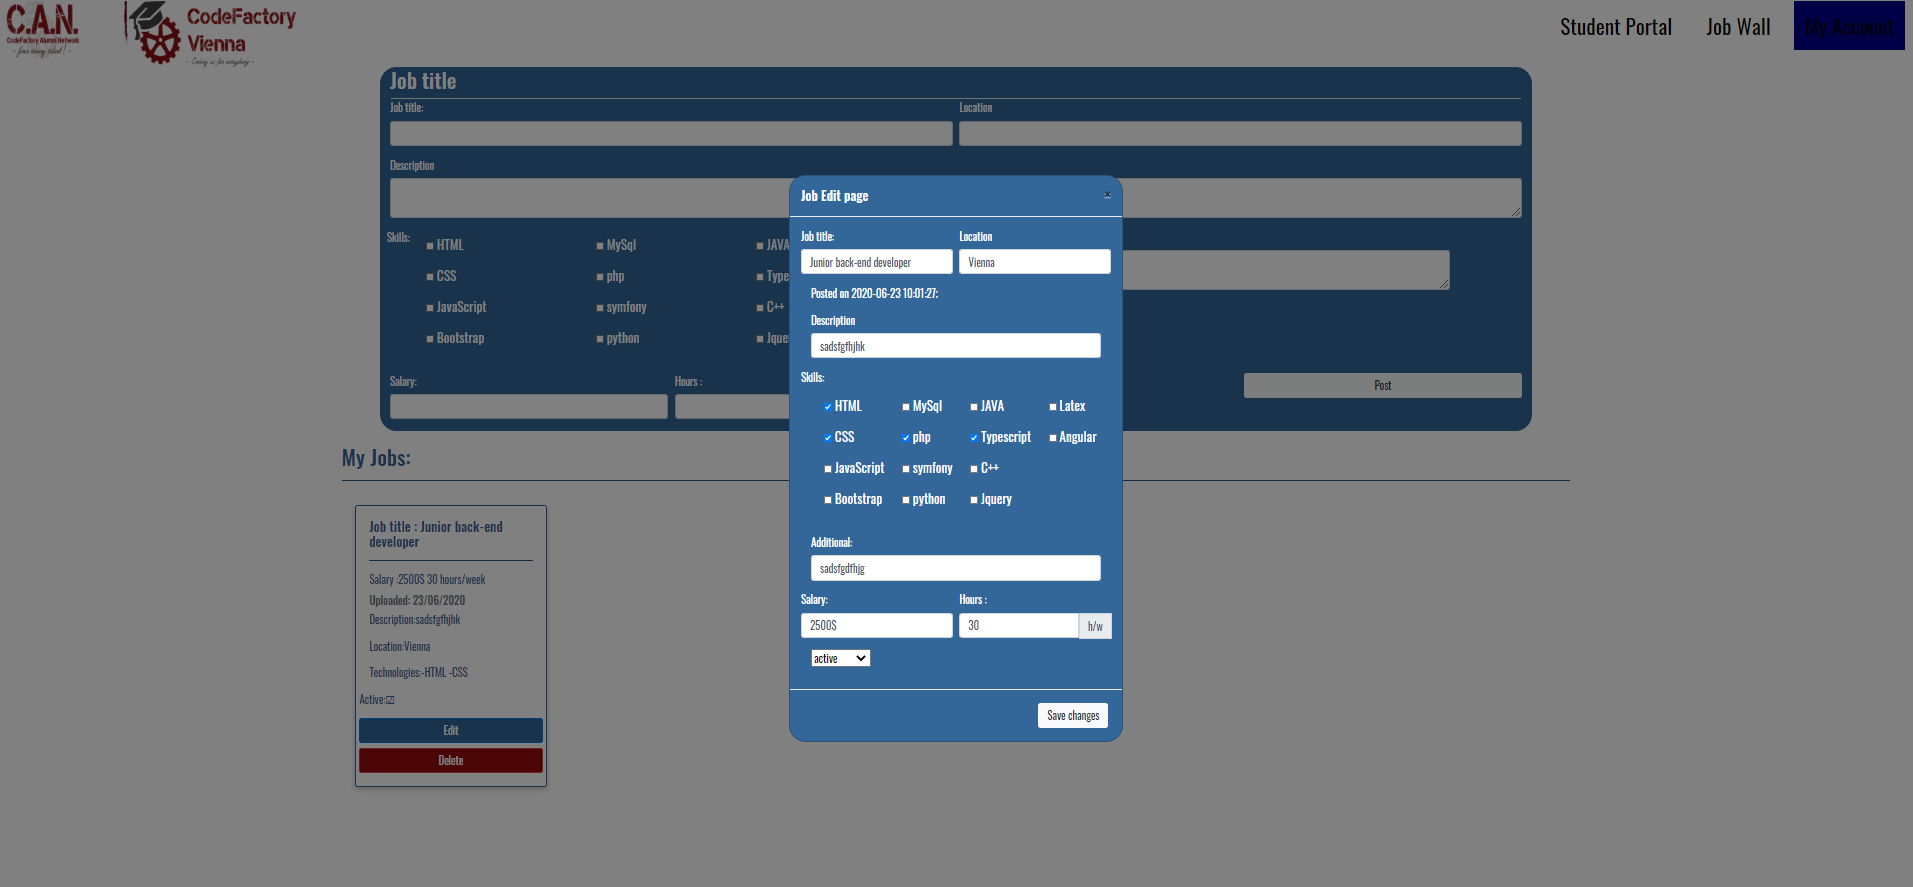 C.A.N.
CodeFactory Alumni Network
CodeFactory
Vienna
- Coding is for everybody -
Student Portal Job Wall My Account
Job title
Job title: Location
Description
Skills:
HTML MySql JAVA
CSS php Type
JavaScript symfony C++
Bootstrap python Jque
Salary: Hours :
Post
My Jobs:
Job title : Junior back-end
developer
Salary :2500$ 30 hours/week
Uploaded: 23/06/2020
Description:sadsfgfhjhk
Location:Vienna
Technologies:-HTML -CSS
Active:☑
Edit
Delete
Job Edit page ×
Job title: Location
Junior back-end developer Vienna
Posted on 2020-06-23 10:01:27:
Description
sadsfgfhjhk
Skills:
HTML MySql JAVA Latex
CSS php Typescript Angular
JavaScript symfony C++
Bootstrap python Jquery
Additional:
sadsfgdfhjg
Salary: Hours :
2500$ 30 h/w
active
Save changes